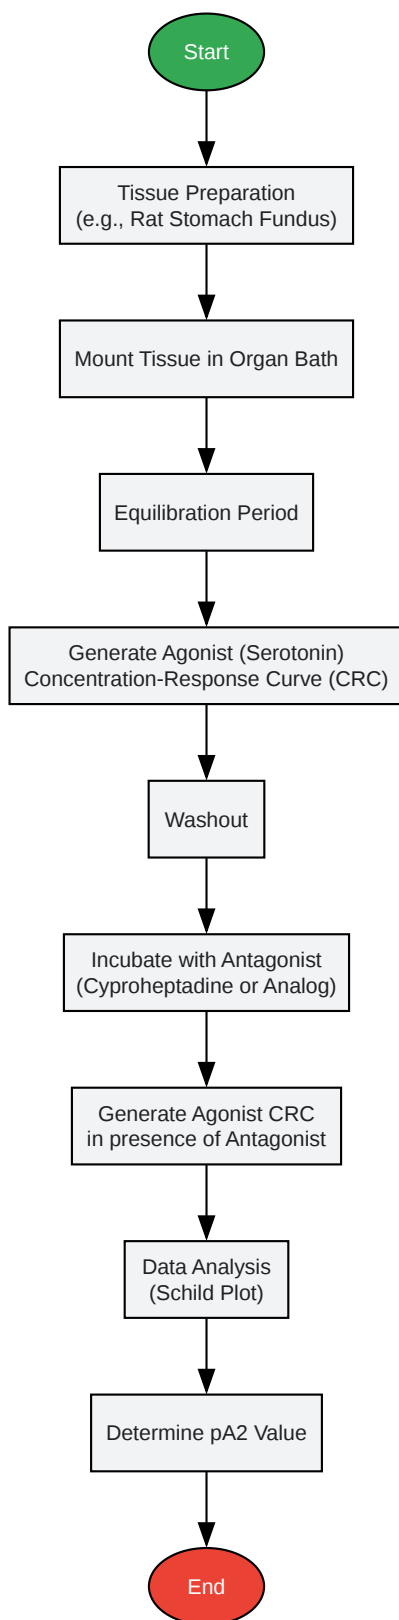 Start
Tissue Preparation
(e.g., Rat Stomach Fundus)
Mount Tissue in Organ Bath
Equilibration Period
Generate Agonist (Serotonin)
Concentration-Response Curve (CRC)
Washout
Incubate with Antagonist
(Cyproheptadine or Analog)
Generate Agonist CRC
in presence of Antagonist
Data Analysis
(Schild Plot)
Determine pA2 Value
End